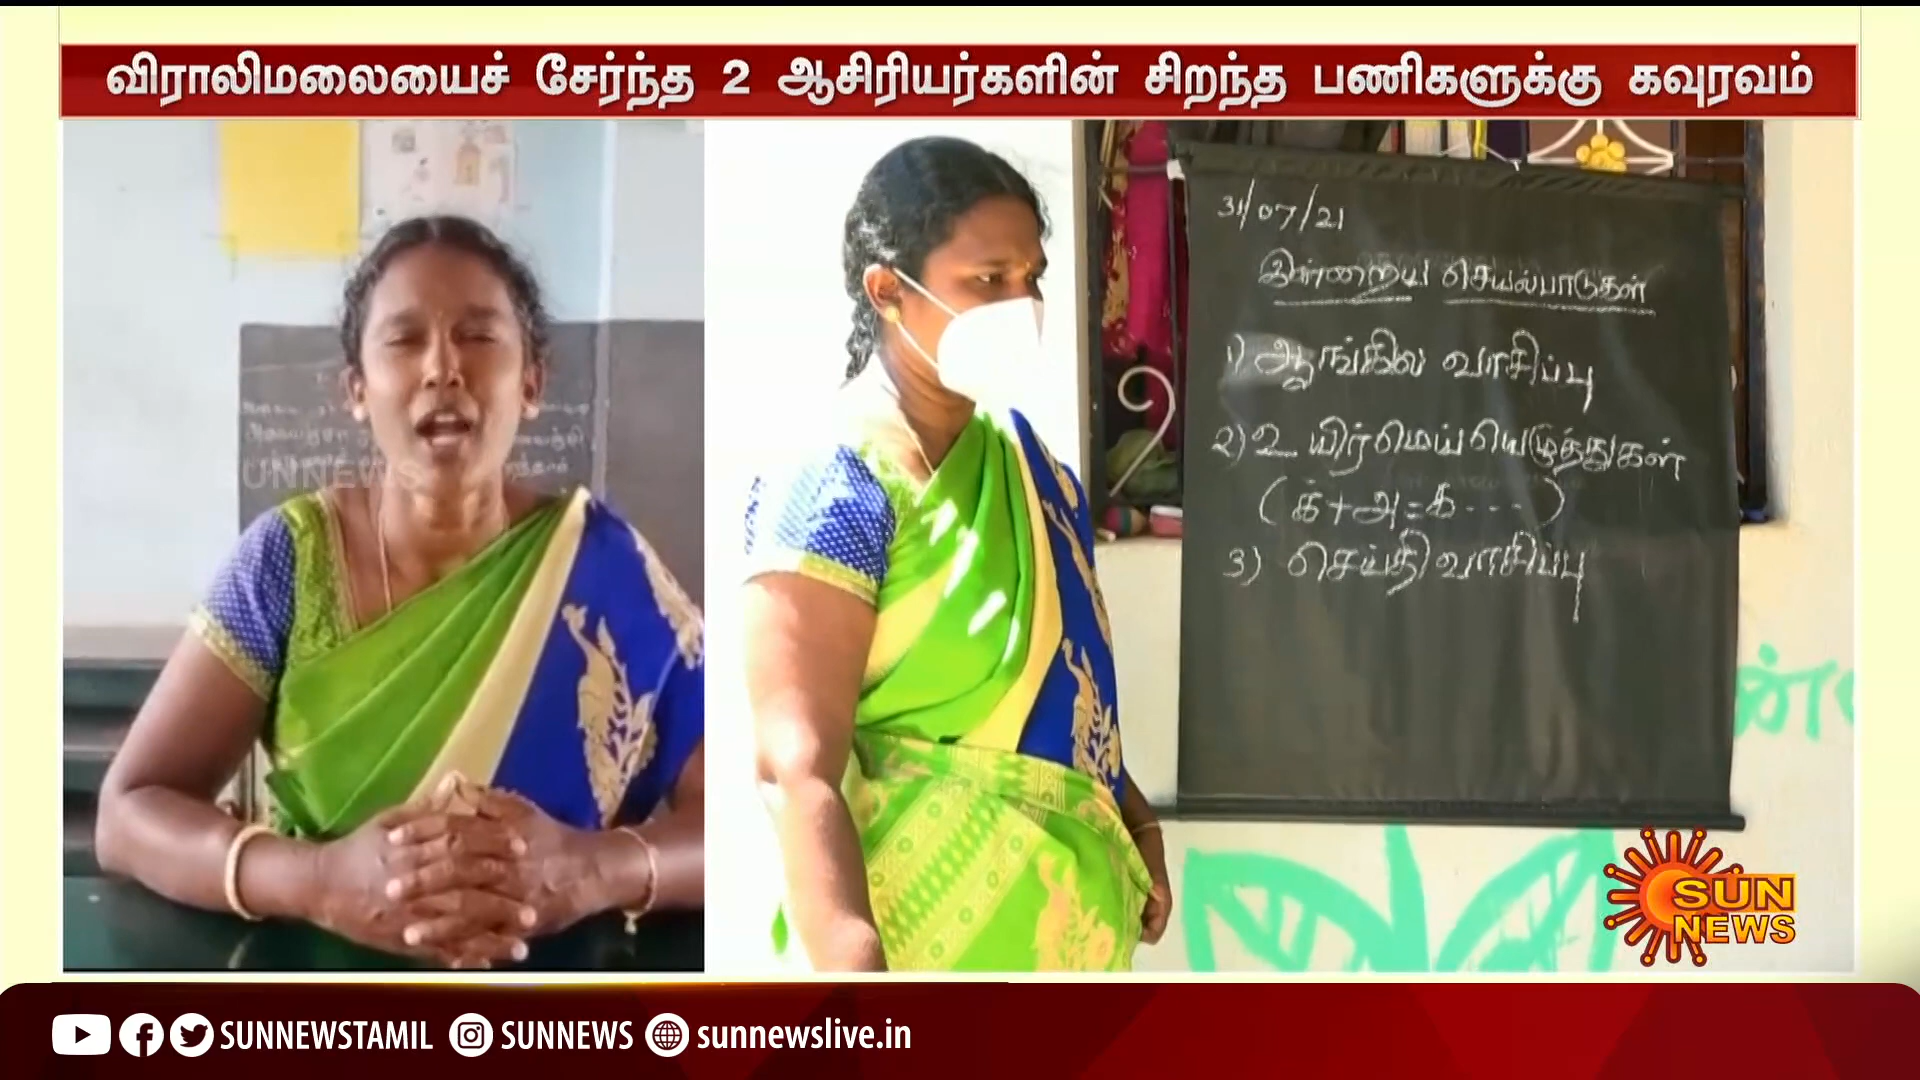 விராலிமலையைச் சேர்ந்த 2 ஆசிரியர்களின் சிறந்த பணிகளுக்கு கவுரவம்
SUNNEWS
31/07/21
இன்றைய செயல்பாடுகள்
1) ஆங்கில வாசிப்பு
2) உயிர்மெய்யெழுத்துகள்
(க்+அ=க---)
3) செய்தி வாசிப்பு
SUN
NEWS
SUNNEWSTAMIL SUNNEWS sunnewslive.in